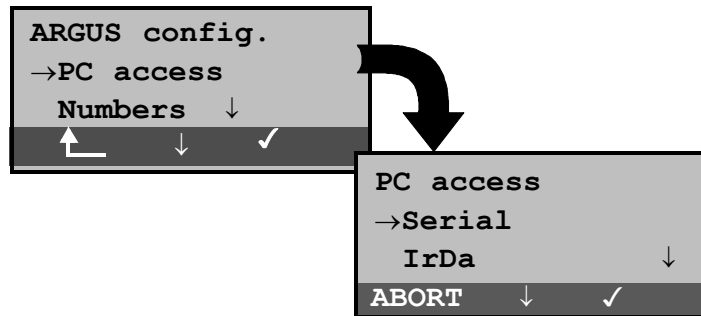 ARGUS config.
→PC access
Numbers ↓
↓ ✓
PC access
→Serial
IrDa ↓
ABORT ↓ ✓